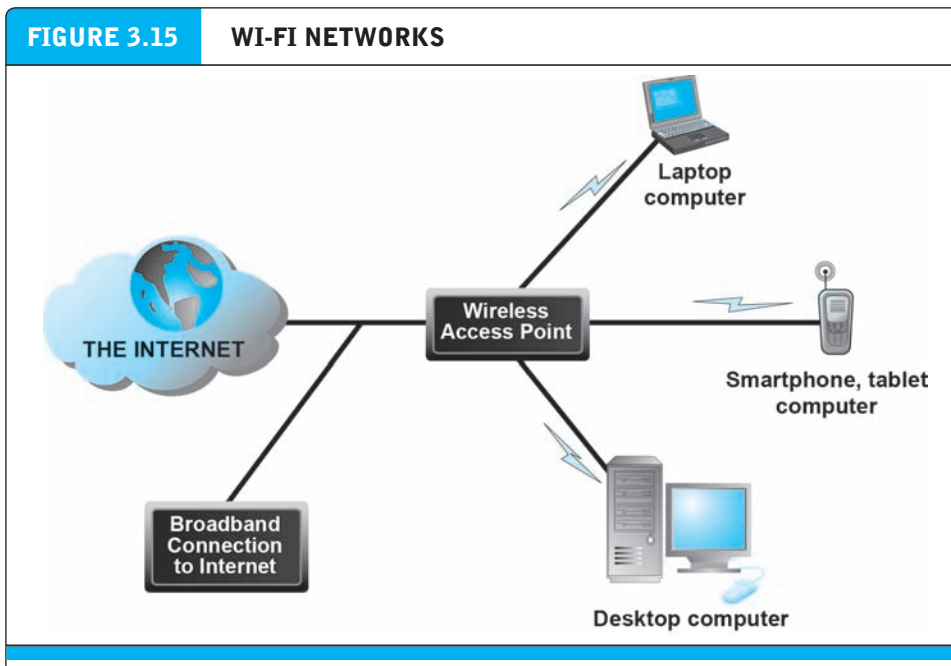 FIGURE 3.15 WI-FI NETWORKS
Laptop
computer
THE INTERNET
Wireless
Access Point
Smartphone, tablet
computer
Broadband
Connection
to Internet
Desktop computer